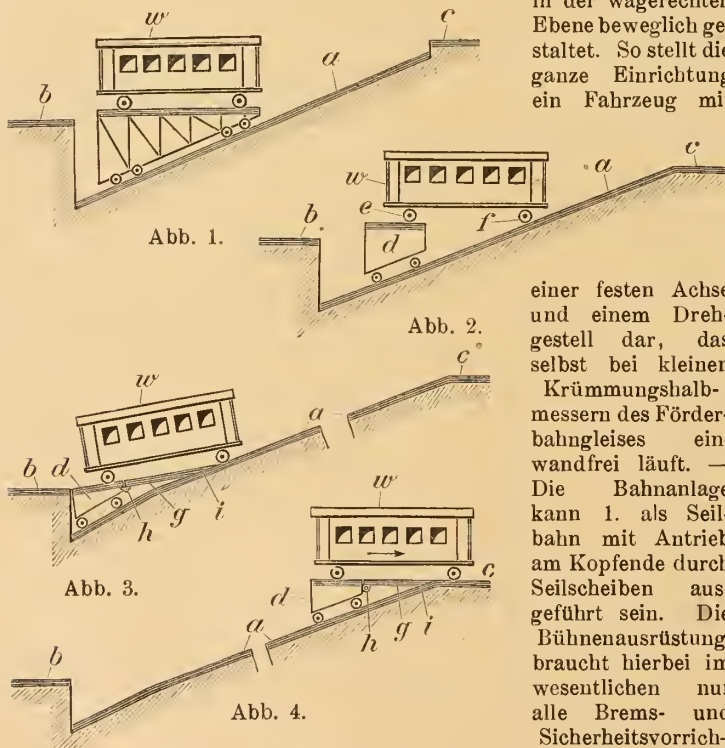 in der wagerechten
Ebene beweglich ge
staltet. So stellt die
ganze Einrichtung
ein Fahrzeug mi
w
c
a
b
Abb. 1.
c
a
w
e
f
b
d
Abb. 2.
einer festen Achse
und einem Dreh-
gestell dar, das
selbst bei kleinen
Krümmungshalb-
messern des Förder-
bahngleises ein-
wandfrei läuft. —
Die Bahnanlage
kann 1. als Seil-
bahn mit Antrieb
am Kopfende durch
Seilscheiben aus
geführt sein. Die
Bühnenausrüstung
braucht hierbei im
wesentlichen nur
alle Brems- und
Sicherheitsvorrich-
c
w
a
b
d
h
g
i
Abb. 3.
w
c
d
h
g
i
a
b
Abb. 4.